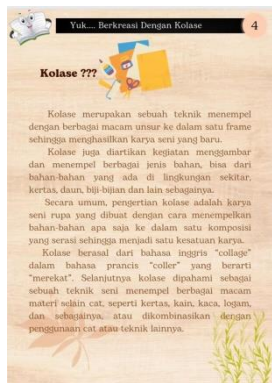 Yuk.... Berkreasi Dengan Kolase
4
Kolase ???
Kolase merupakan sebuah teknik menempel
dengan berbagai macam unsur ke dalam satu frame
sehingga menghasilkan karya seni yang baru.
Kolase juga diartikan kegiatan menggambar
dan menempel berbagai jenis bahan, bisa dari
bahan-bahan yang ada di lingkungan sekitar.
kertas, daun, biji-bijian dan lain sebagainya.
Secara umum, pengertian kolase adalah karya
seni rupa yang dibuat dengan cara menempelkan
bahan-bahan apa saja ke dalam satu komposisi
yang serasi sehingga menjadi satu kesatuan karya.
Kolase berasal dari bahasa inggris "collage"
dalam bahasa prancis "coller" yang berarti
"merekat". Selanjutnya kolase dipahami sebagai
sebuah teknik seni menempel berbagai macam
materi selain cat, seperti kertas, kain, kaca, logam,
dan sebagainya, atau dikombinasikan dengan
penggunaan cat atau teknik lainnya.